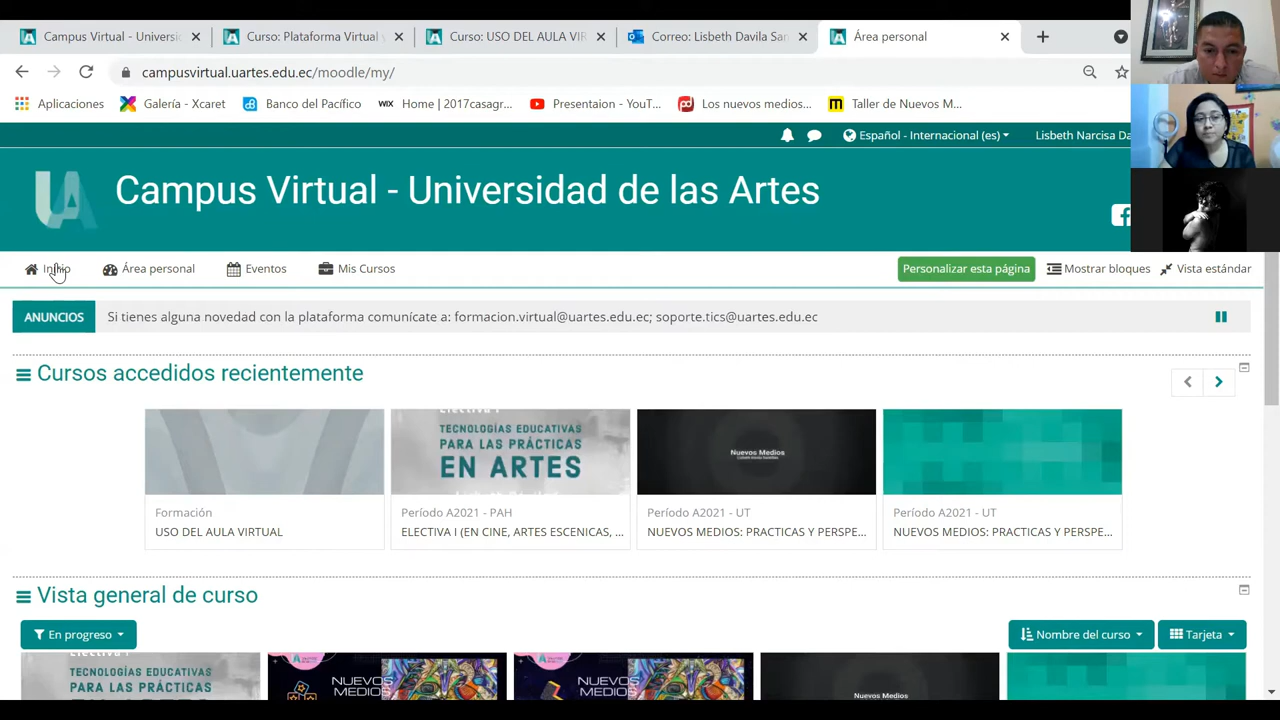 Campus Virtual - Universi
Curso: Plataforma Virtual y
Curso: USO DEL AULA VIR
Correo: Lisbeth Davila San
Área personal
campusvirtual.uartes.edu.ec/moodle/my/
Aplicaciones
Galería - Xcaret
Banco del Pacífico
WIX Home | 2017casagr...
Presentaion - YouT...
Los nuevos medios...
Taller de Nuevos M...
Español - Internacional (es)
Lisbeth Narcisa Da
UA
Campus Virtual - Universidad de las Artes
Inicio
Área personal
Eventos
Mis Cursos
Personalizar esta página
Mostrar bloques
Vista estándar
ANUNCIOS
Si tienes alguna novedad con la plataforma comunícate a: formacion.virtual@uartes.edu.ec; soporte.tics@uartes.edu.ec
Cursos accedidos recientemente
TECNOLOGÍAS EDUCATIVAS
PARA LAS PRÁCTICAS
EN ARTES
Nuevos Medios
Formación
USO DEL AULA VIRTUAL
Período A2021 - PAH
ELECTIVA I (EN CINE, ARTES ESCENICAS, ...
Período A2021 - UT
NUEVOS MEDIOS: PRACTICAS Y PERSPE...
Período A2021 - UT
NUEVOS MEDIOS: PRACTICAS Y PERSPE...
Vista general de curso
En progreso
Nombre del curso
Tarjeta
TECNOLOGÍAS EDUCATIVAS
PARA LAS PRÁCTICAS
NUEVOS
MEDIOS
NUEVOS
MEDIOS
Nuevos Medios